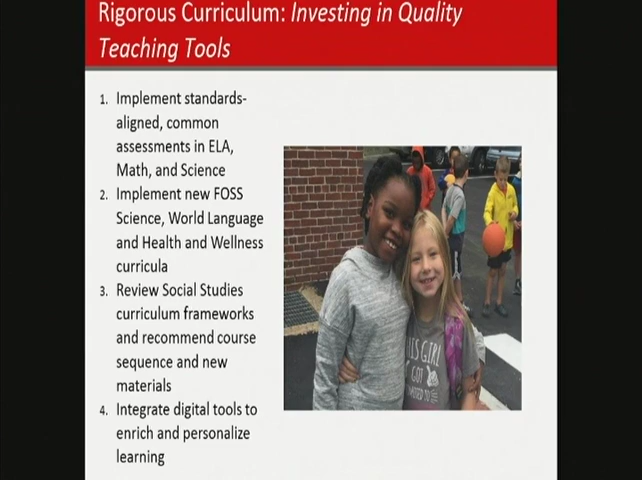 Rigorous Curriculum: Investing in Quality
Teaching Tools
1. Implement standards-
aligned, common
assessments in ELA,
Math, and Science
2. Implement new FOSS
Science, World Language
and Health and Wellness
curricula
3. Review Social Studies
curriculum frameworks
and recommend course
sequence and new
materials
4. Integrate digital tools to
enrich and personalize
learning
GIRL
GOT